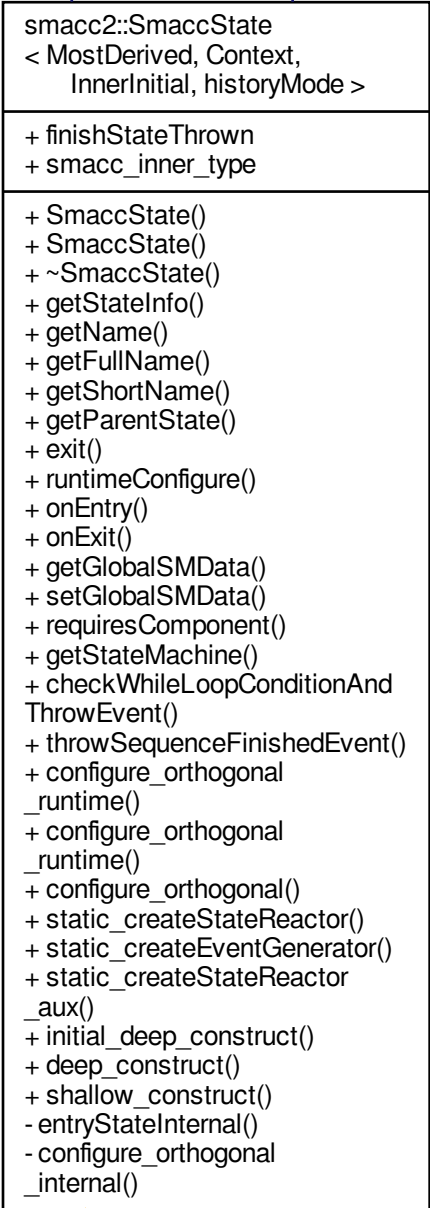 smacc2::SmaccState
< MostDerived, Context,
InnerInitial, historyMode >
+ finishStateThrown
+ smacc_inner_type
+ SmaccState()
+ SmaccState()
+ ~SmaccState()
+ getStateInfo()
+ getName()
+ getFullName()
+ getShortName()
+ getParentState()
+ exit()
+ runtimeConfigure()
+ onEntry()
+ onExit()
+ getGlobalSMData()
+ setGlobalSMData()
+ requiresComponent()
+ getStateMachine()
+ checkWhileLoopConditionAnd
ThrowEvent()
+ throwSequenceFinishedEvent()
+ configure_orthogonal
_runtime()
+ configure_orthogonal
_runtime()
+ configure_orthogonal()
+ static_createStateReactor()
+ static_createEventGenerator()
+ static_createStateReactor
_aux()
+ initial_deep_construct()
+ deep_construct()
+ shallow_construct()
- entryStateInternal()
- configure_orthogonal
_internal()